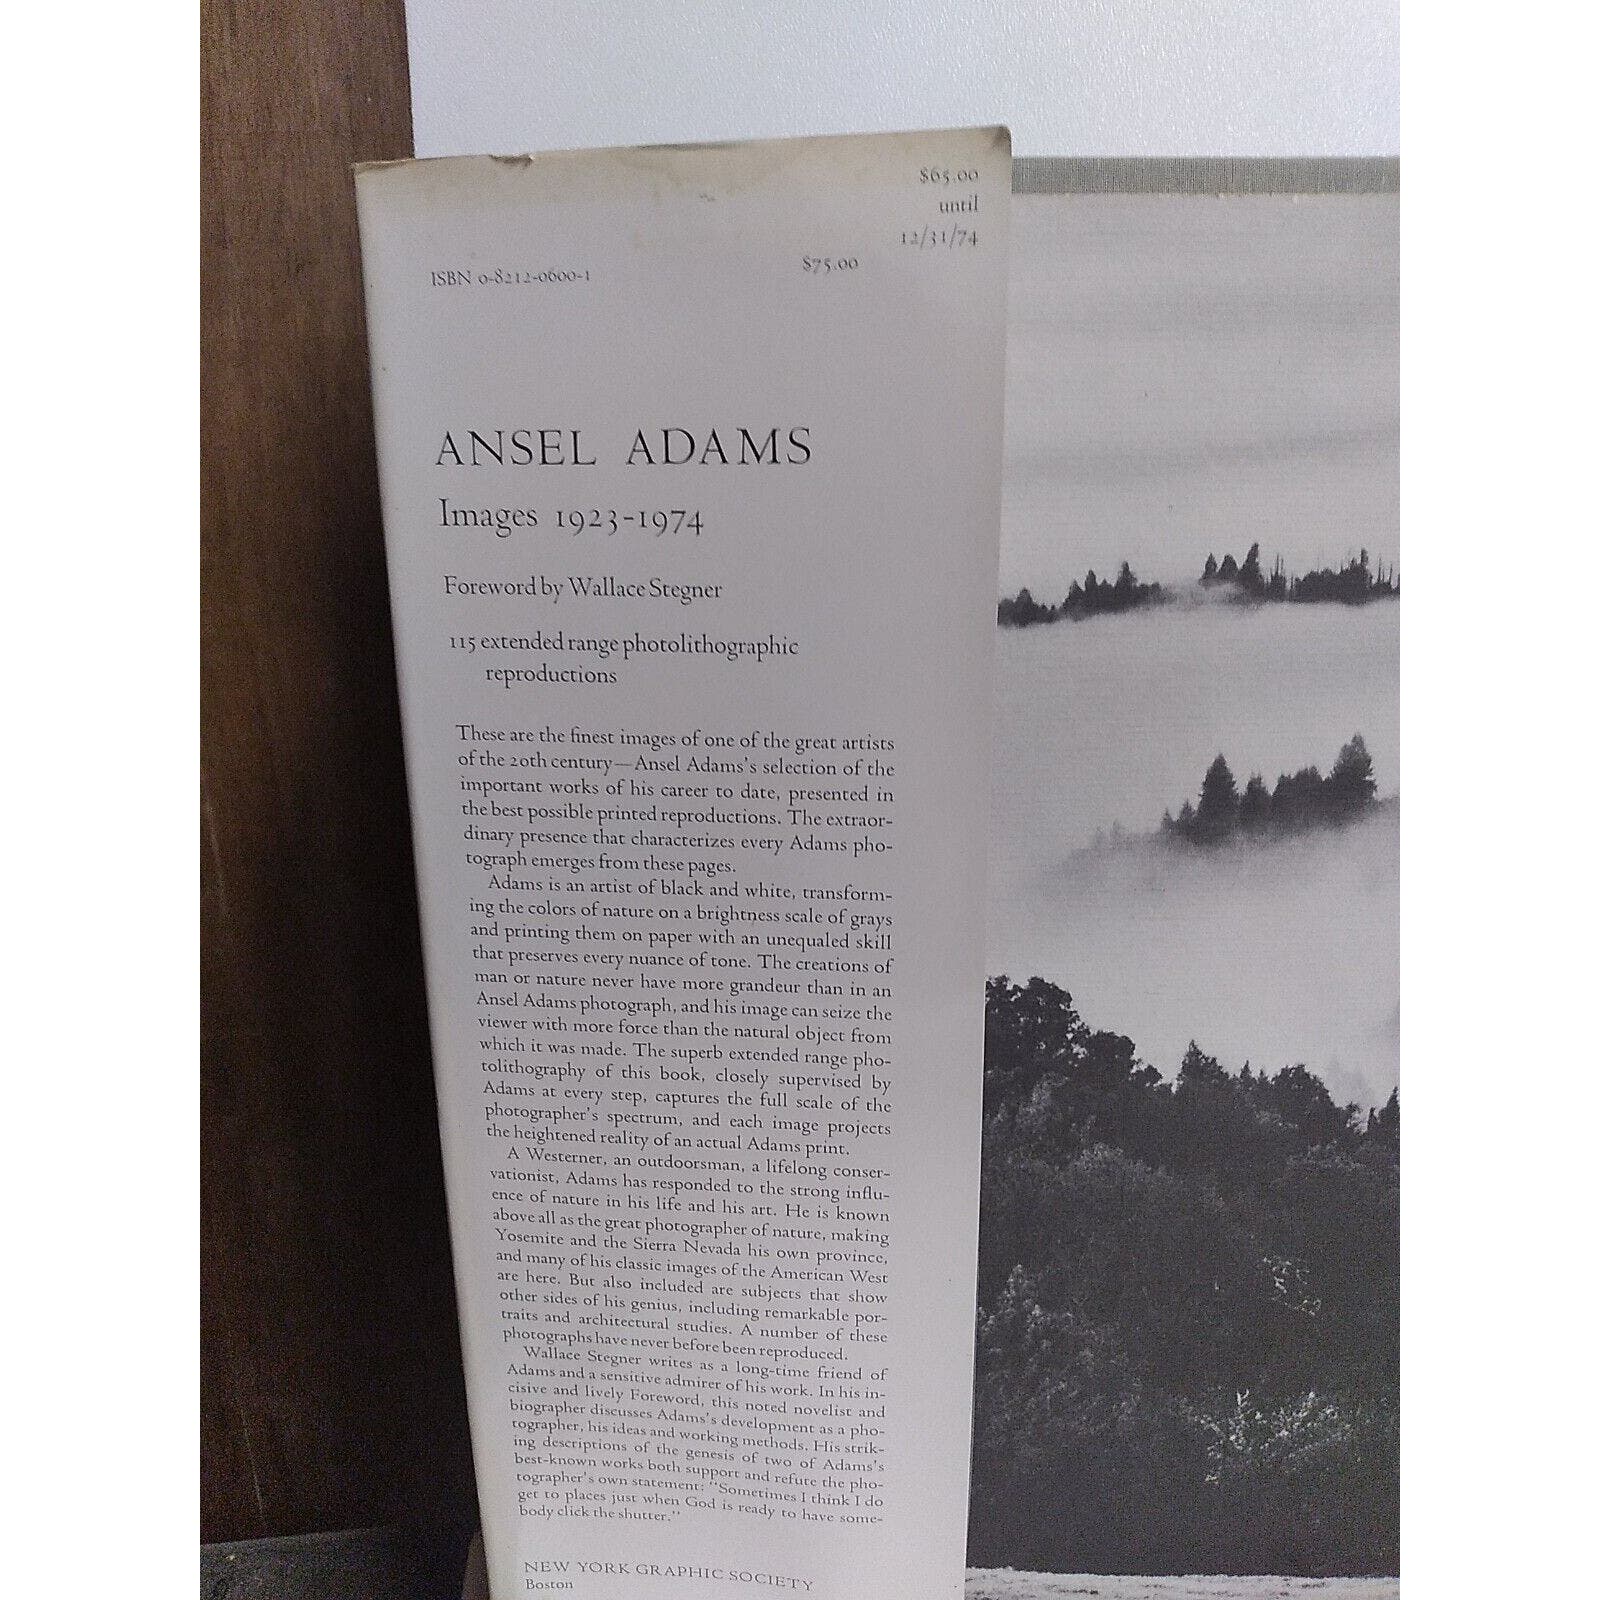 $65.00
until
12/31/74
$75.00
ISBN 0-8212-0600-1
ANSEL ADAMS
Images 1923-1974
Foreword by Wallace Stegner
115 extended range photolithographic
reproductions
These are the finest images of one of the great artists
of the 20th century—Ansel Adams's selection of the
important works of his career to date, presented in
the best possible printed reproductions. The extraor-
dinary presence that characterizes every Adams pho-
tograph emerges from these pages.
Adams is an artist of black and white, transform-
ing the colors of nature on a brightness scale of grays
and printing them on paper with an unequaled skill
that preserves every nuance of tone. The creations of
man or nature never have more grandeur than in an
Ansel Adams photograph, and his image can seize the
viewer with more force than the natural object from
which it was made. The superb extended range pho-
tolithography of this book, closely supervised by
Adams at every step, captures the full scale of the
photographer's spectrum, and each image projects
the heightened reality of an actual Adams print.
A Westerner, an outdoorsman, a lifelong conser-
vationist, Adams has responded to the strong influ-
ence of nature in his life and his art. He is known
above all as the great photographer of nature, making
Yosemite and the Sierra Nevada his own province,
and many of his classic images of the American West
are here. But also included are subjects that show
other sides of his genius, including remarkable por-
traits and architectural studies. A number of these
photographs have never before been reproduced.
Wallace Stegner writes as a long-time friend of
Adams and a sensitive admirer of his work. In his in-
cisive and lively Foreword, this noted novelist and
biographer discusses Adams's development as a pho-
tographer, his ideas and working methods. His strik-
ing descriptions of the genesis of two of Adams's
best-known works both support and refute the pho-
tographer's own statement: "Sometimes I think I do
get to places just when God is ready to have some-
body click the shutter."
NEW YORK GRAPHIC SOCIETY
Boston